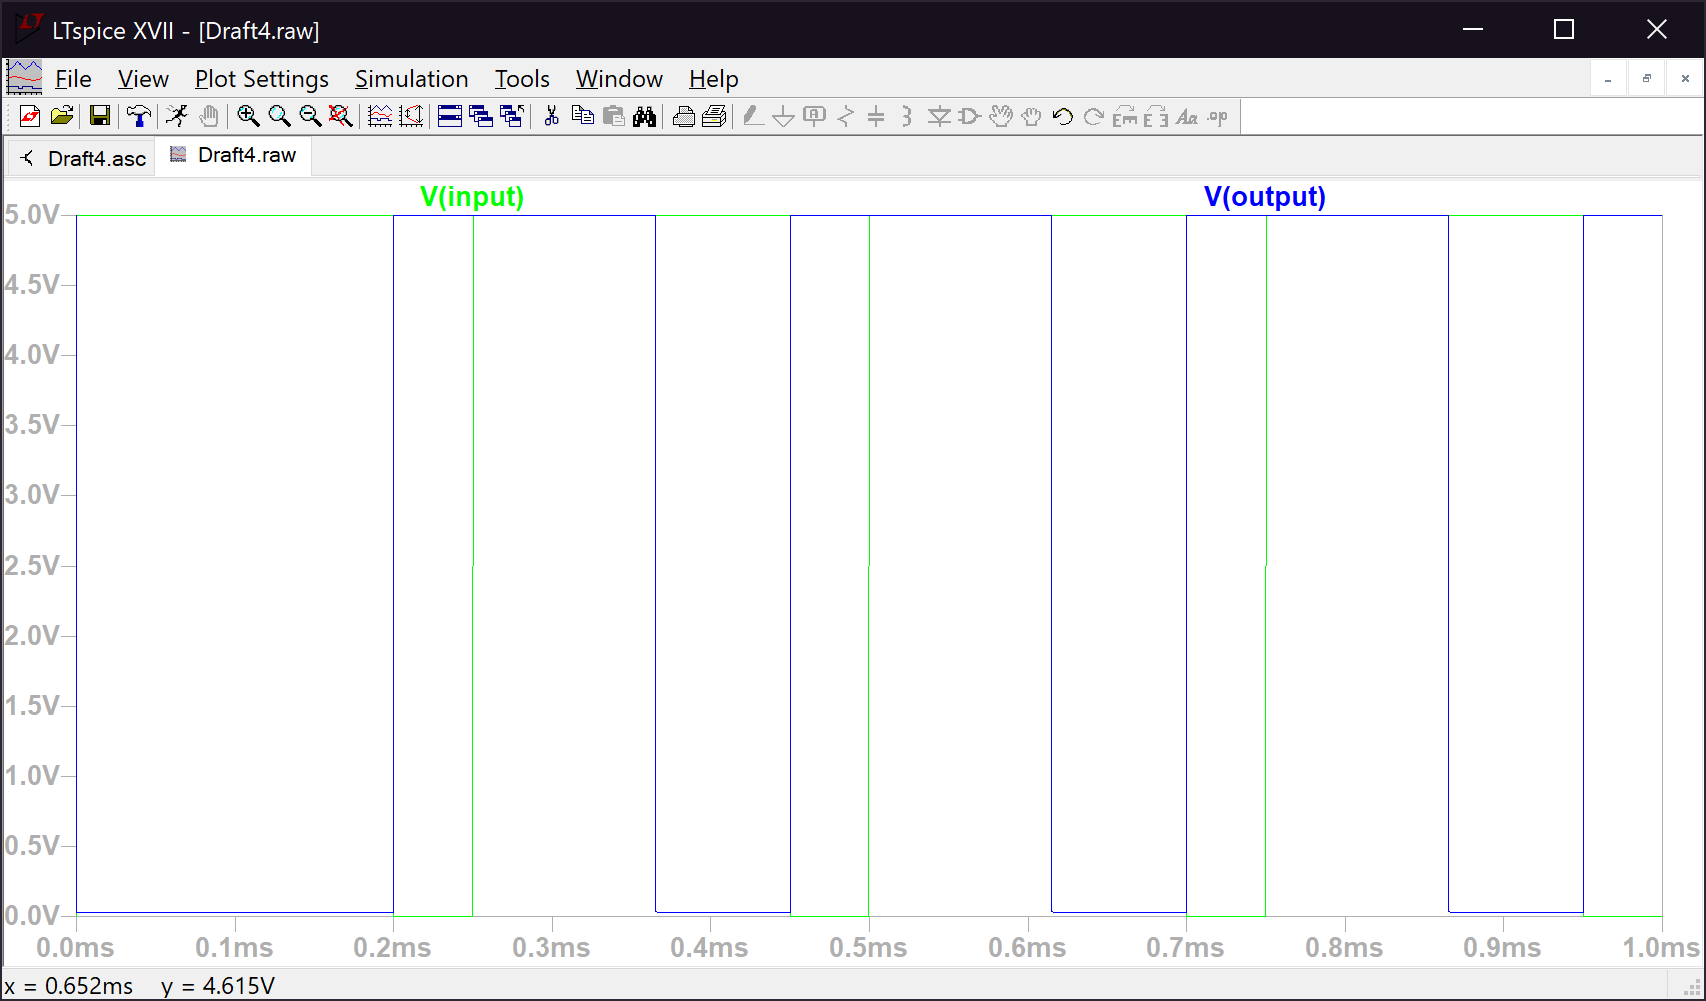 LTspice XVII - [Draft4.raw]
File View Plot Settings Simulation Tools Window Help
Draft4.asc Draft4.raw
V(input) V(output)
5.0V
4.5V
4.0V
3.5V
3.0V
2.5V
2.0V
1.5V
1.0V
0.5V
0.0V
0.0ms 0.1ms 0.2ms 0.3ms 0.4ms 0.5ms 0.6ms 0.7ms 0.8ms 0.9ms 1.0ms
x = 0.652ms y = 4.615V